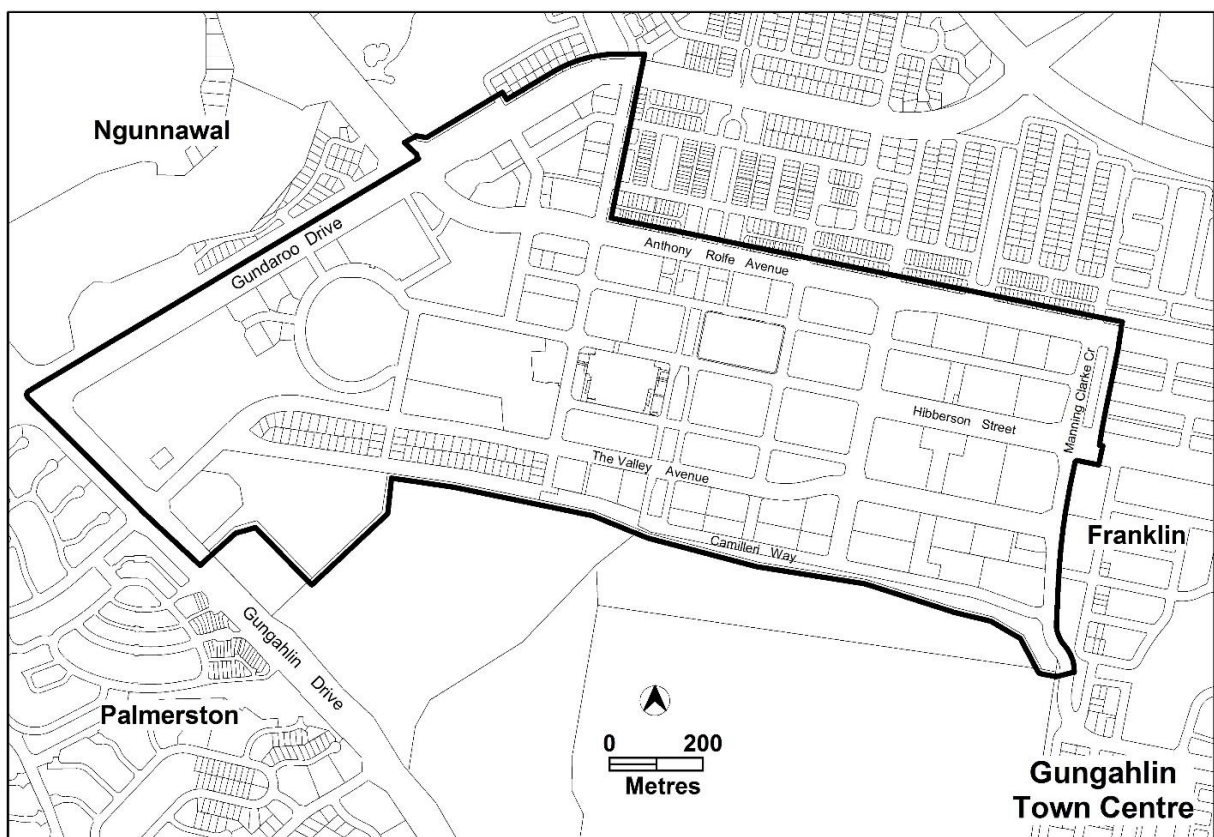 Ngunnawal
Gundaroo Drive
Anthony Rolfe Avenue
Manning Clarke Cr
Hibberson Street
The Valley Avenue
Franklin
Camilleri Way
Gungahlin Drive
Palmerston
0 200
Metres
Gungahlin
Town Centre